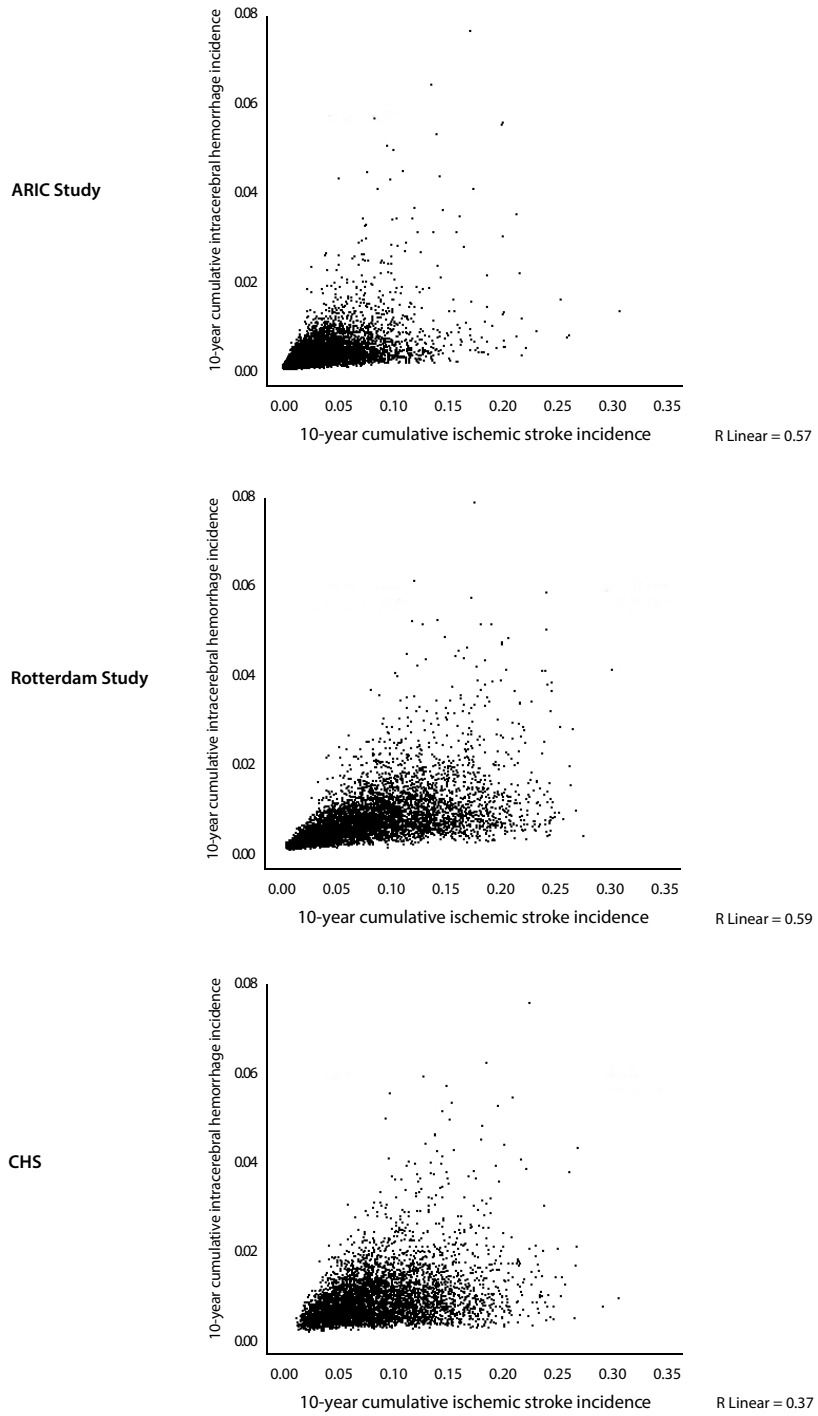 ARIC Study
10-year cumulative intracerebral hemorrhage incidence
0.08
0.06
0.04
0.02
0.00
0.00 0.05 0.10 0.15 0.20 0.25 0.30 0.35
10-year cumulative ischemic stroke incidence
R Linear = 0.57
Rotterdam Study
10-year cumulative intracerebral hemorrhage incidence
0.08
0.06
0.04
0.02
0.00
0.00 0.05 0.10 0.15 0.20 0.25 0.30 0.35
10-year cumulative ischemic stroke incidence
R Linear = 0.59
CHS
10-year cumulative intracerebral hemorrhage incidence
0.08
0.06
0.04
0.02
0.00
0.00 0.05 0.10 0.15 0.20 0.25 0.30 0.35
10-year cumulative ischemic stroke incidence
R Linear = 0.37